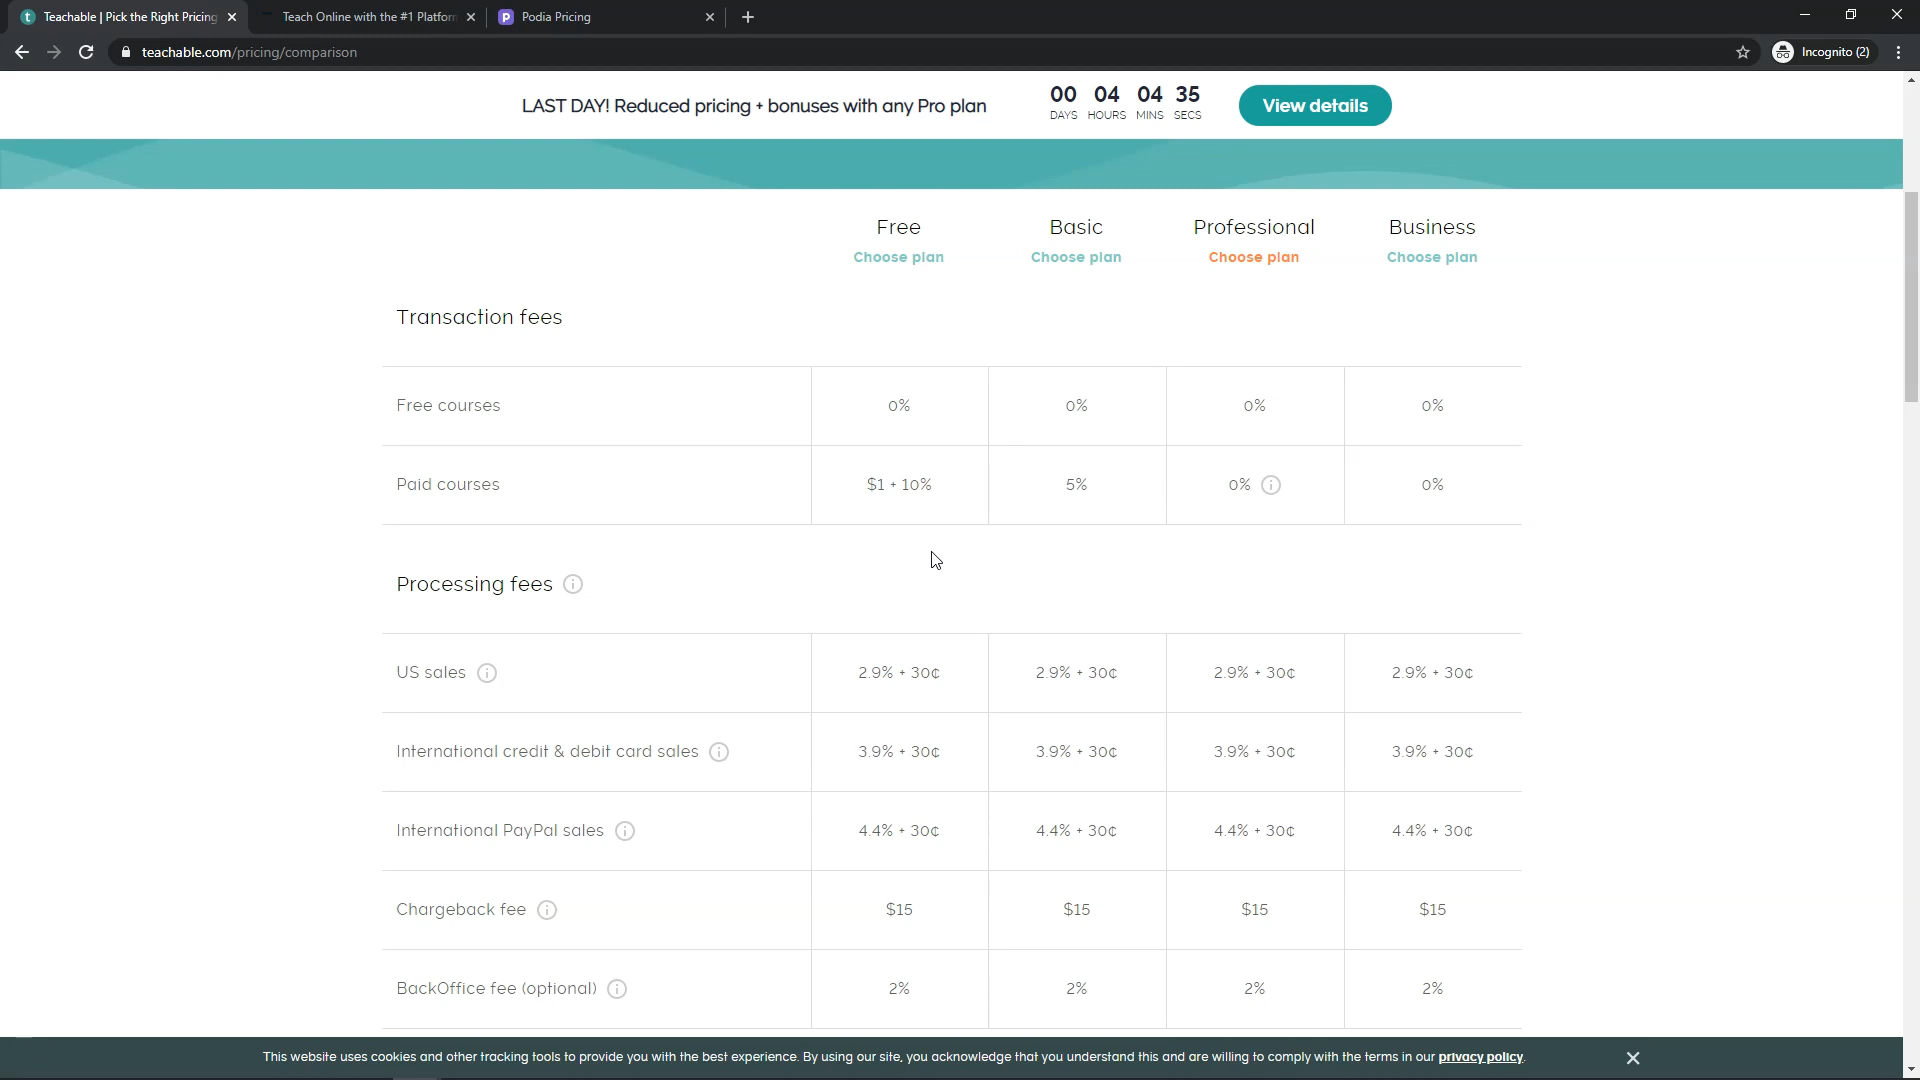 Teachable | Pick the Right Pricing
Teach Online with the #1 Platform
Podia Pricing
teachable.com/pricing/comparison
Incognito (2)
LAST DAY! Reduced pricing + bonuses with any Pro plan
00 04 04 35
DAYS HOURS MINS SECS
View details
Free Basic Professional Business
Choose plan Choose plan Choose plan Choose plan
Transaction fees
Free courses 0% 0% 0% 0%
Paid courses $1 + 10% 5% 0% 0%
Processing fees
US sales 2.9% + 30¢ 2.9% + 30¢ 2.9% + 30¢ 2.9% + 30¢
International credit & debit card sales 3.9% + 30¢ 3.9% + 30¢ 3.9% + 30¢ 3.9% + 30¢
International PayPal sales 4.4% + 30¢ 4.4% + 30¢ 4.4% + 30¢ 4.4% + 30¢
Chargeback fee $15 $15 $15 $15
BackOffice fee (optional) 2% 2% 2% 2%
This website uses cookies and other tracking tools to provide you with the best experience. By using our site, you acknowledge that you understand this and are willing to comply with the terms in our privacy policy.